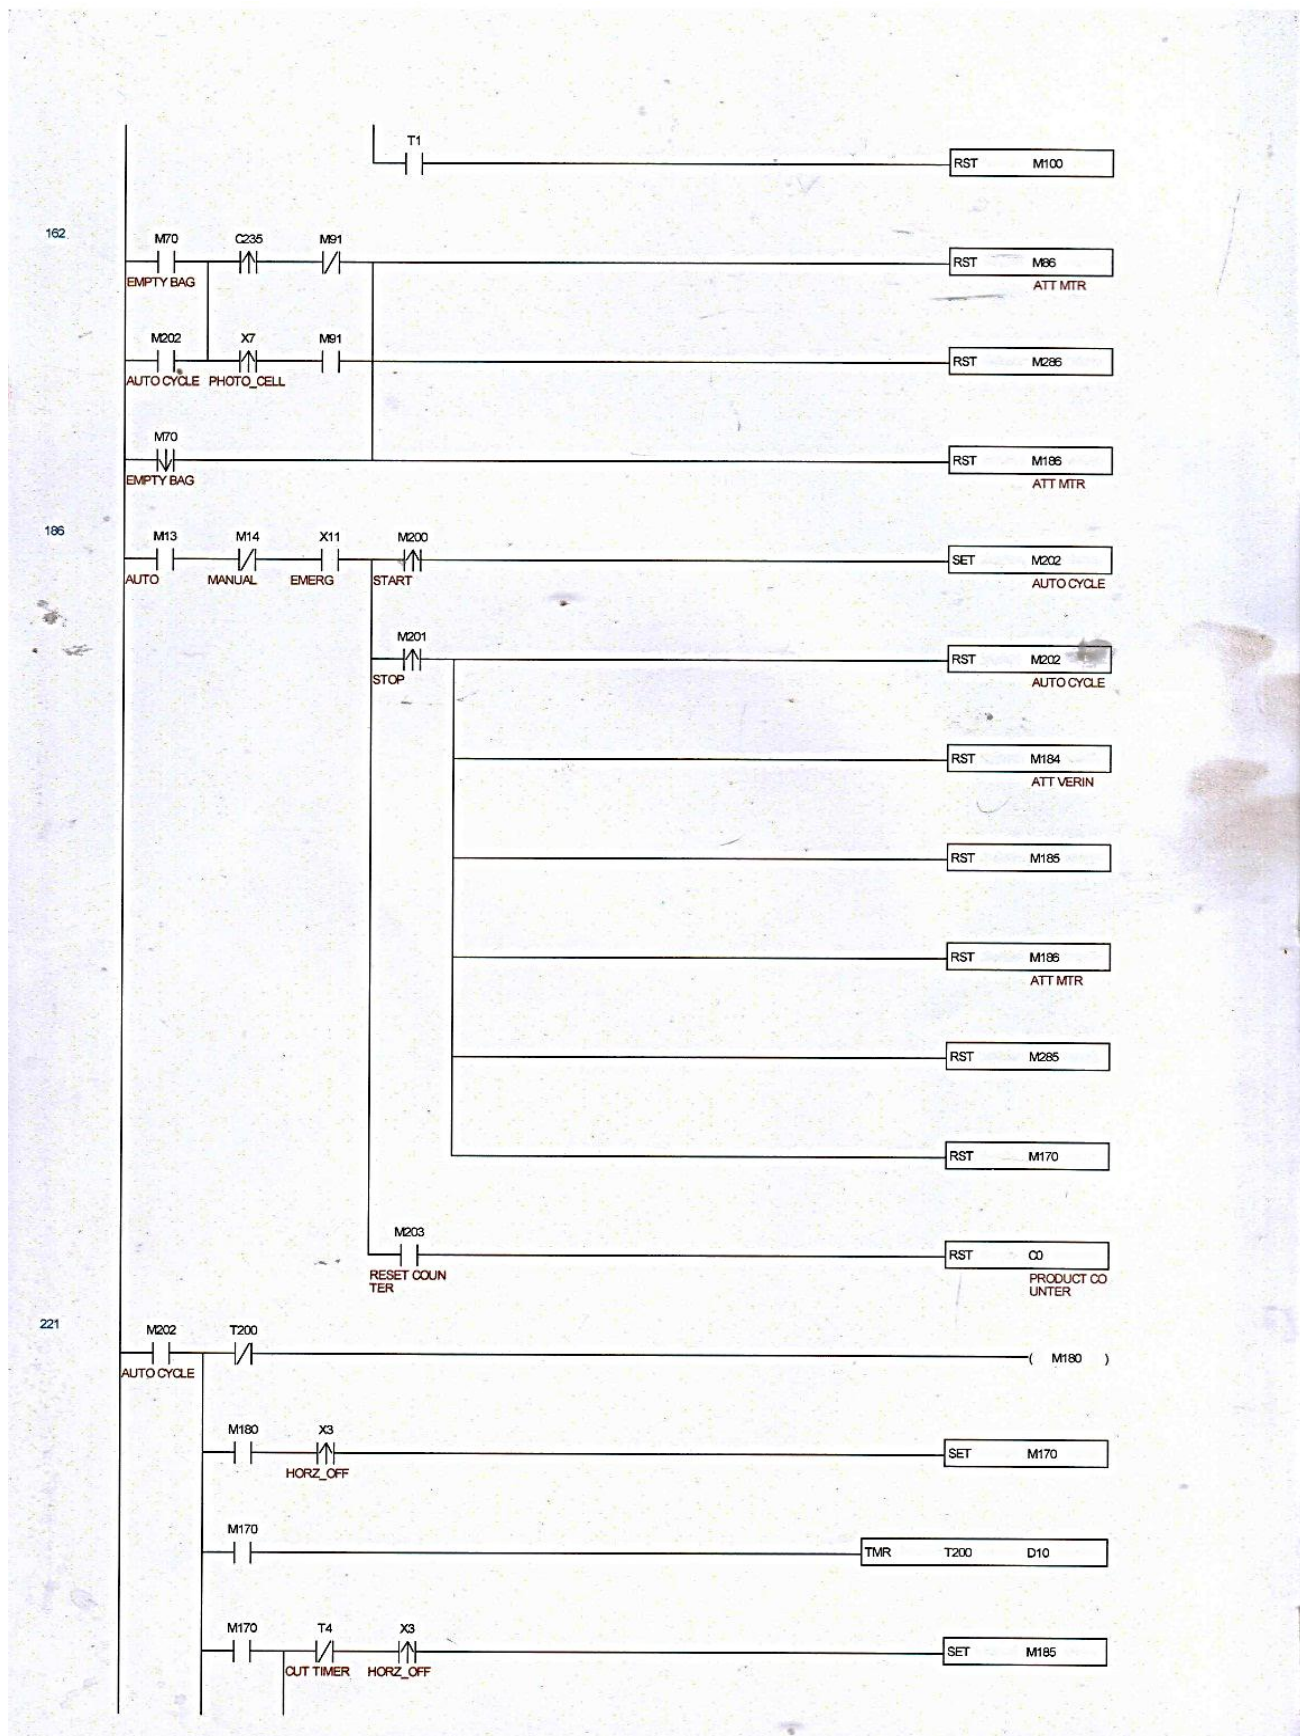 T1
RST M100
162
M70 C235 M91
RST M86
EMPTY BAG
ATT MTR
M202 X7 M91
RST M286
AUTO CYCLE PHOTO_CELL
M70
RST M186
EMPTY BAG
ATT MTR
186
M13 M14 X11 M200
SET M202
AUTO MANUAL EMERG START
AUTO CYCLE
M201
RST M202
STOP
AUTO CYCLE
RST M184
ATT VERIN
RST M185
RST M186
ATT MTR
RST M285
RST M170
M203
RST C0
RESET COUN
TER
PRODUCT CO
UNTER
221
M202 T200
( M180 )
AUTO CYCLE
M180 X3
SET M170
HORZ_OFF
M170
TMR T200 D10
M170 T4 X3
SET M185
CUT TIMER HORZ_OFF